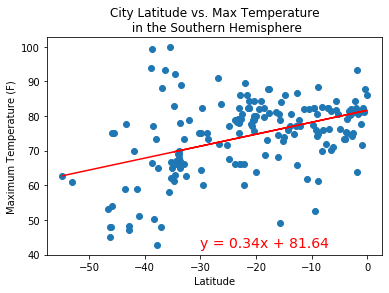 City Latitude vs. Max Temperature
in the Southern Hemisphere
Maximum Temperature (F)
100
90
80
70
60
50
40
y = 0.34x + 81.64
−50
−40
−30
−20
−10
0
Latitude